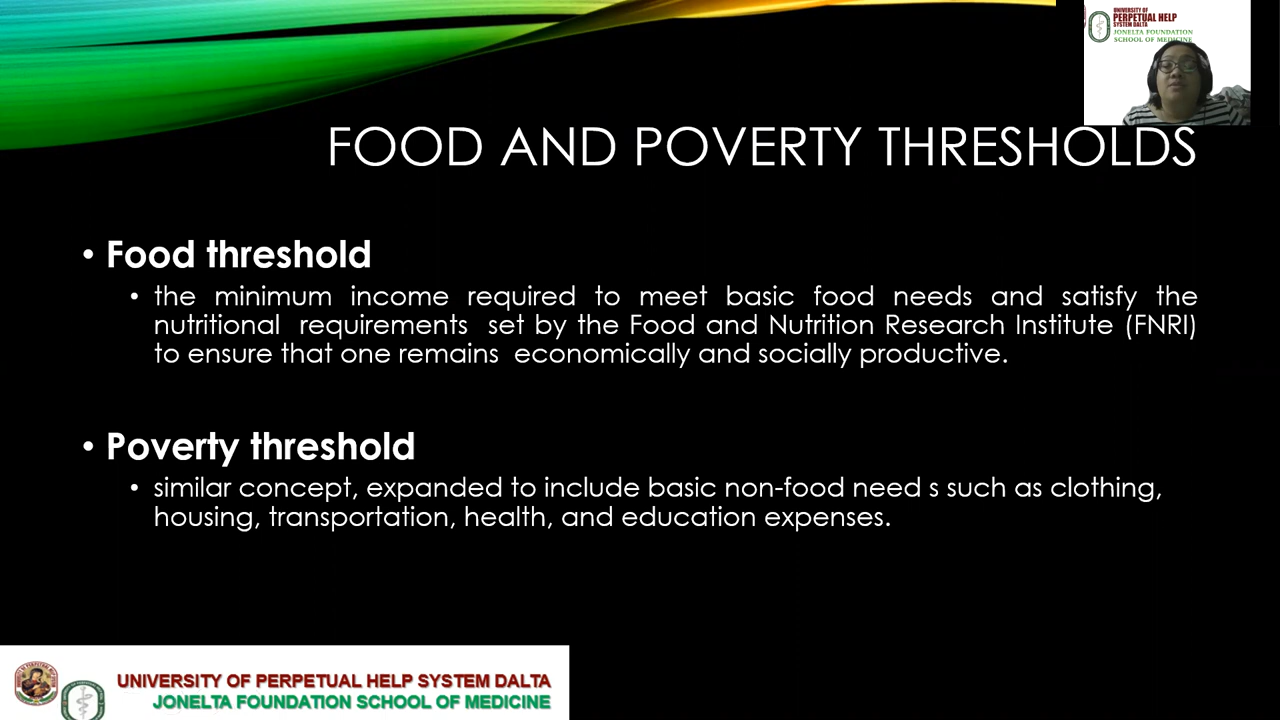 UNIVERSITY OF
PERPETUAL HELP
SYSTEM DALTA
JONELTA FOUNDATION
SCHOOL OF MEDICINE
FOOD AND POVERTY THRESHOLDS
• Food threshold
• the minimum income required to meet basic food needs and satisfy the
nutritional requirements set by the Food and Nutrition Research Institute (FNRI)
to ensure that one remains economically and socially productive.
• Poverty threshold
• similar concept, expanded to include basic non-food need s such as clothing,
housing, transportation, health, and education expenses.
UNIVERSITY OF PERPETUAL HELP SYSTEM DALTA
JONELTA FOUNDATION SCHOOL OF MEDICINE